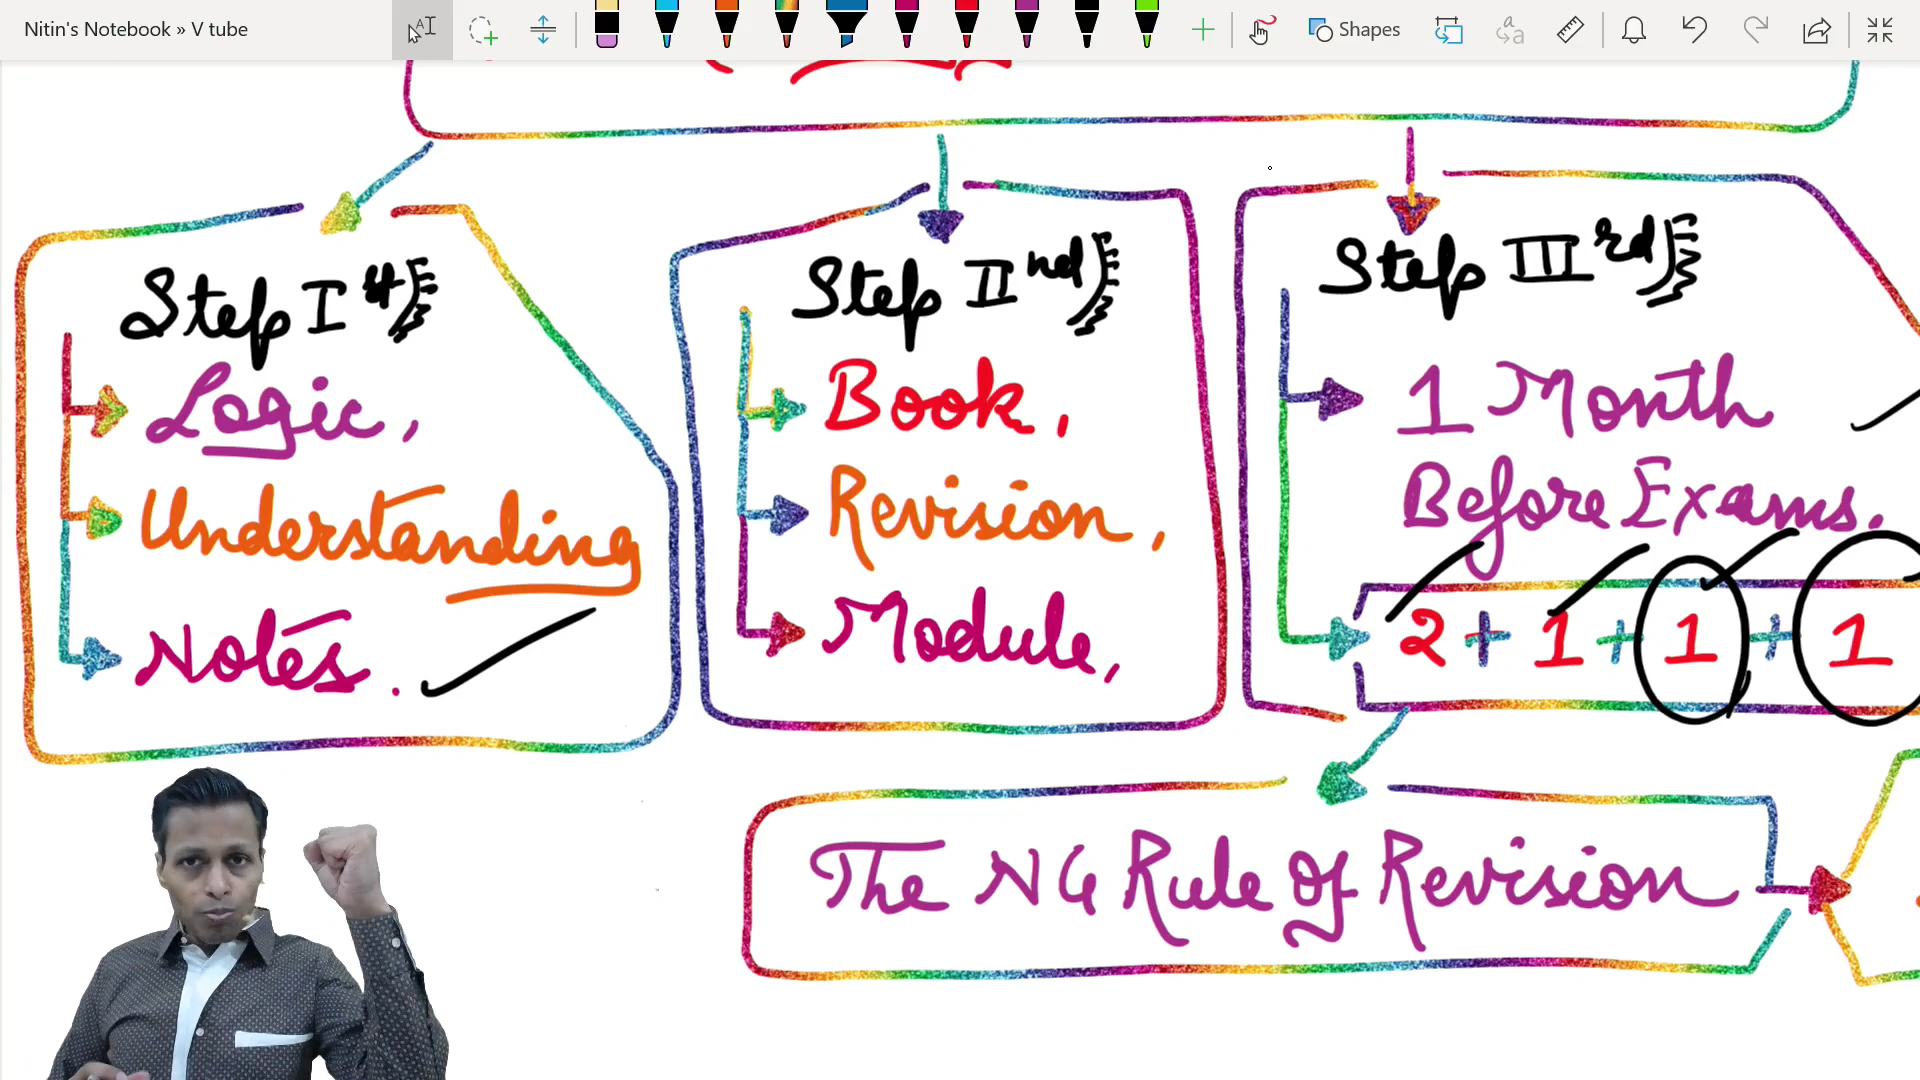 Nitin's Notebook » V tube
Shapes
Step I st
Logic,
Understanding
Notes.
Step II nd
Book,
Revision,
Module,
Step III rd
1 Month
Before Exams.
2 + 1 + 1 + 1
The NG Rule Of Revision